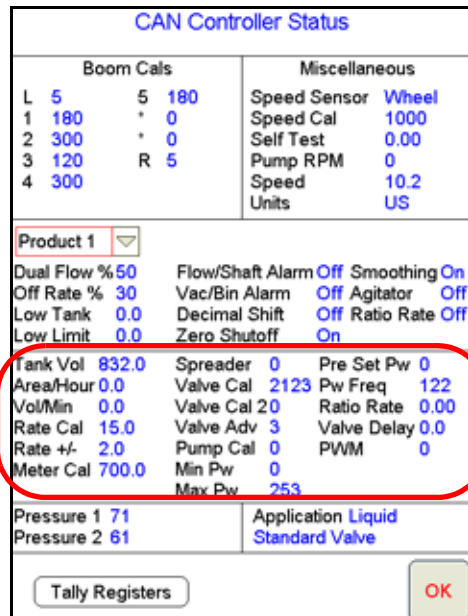 CAN Controller Status
Boom Cals
L 5 5 180
1 180 * 0
2 300 * 0
3 120 R 5
4 300
Miscellaneous
Speed Sensor Wheel
Speed Cal 1000
Self Test 0.00
Pump RPM 0
Speed 10.2
Units US
Product 1
Dual Flow % 50 Flow/Shaft Alarm Off Smoothing On
Off Rate % 30 Vac/Bin Alarm Off Agitator Off
Low Tank 0.0 Decimal Shift Off Ratio Rate Off
Low Limit 0.0 Zero Shutoff On
Tank Vol 832.0 Spreader 0 Pre Set Pw 0
Area/Hour 0.0 Valve Cal 2123 Pw Freq 122
Vol/Min 0.0 Valve Cal 2 0 Ratio Rate 0.00
Rate Cal 15.0 Valve Adv 3 Valve Delay 0.0
Rate +/- 2.0 Pump Cal 0 PWM 0
Meter Cal 700.0 Min Pw 0
Max Pw 253
Pressure 1 71 Application Liquid
Pressure 2 61 Standard Valve
Tally Registers
OK